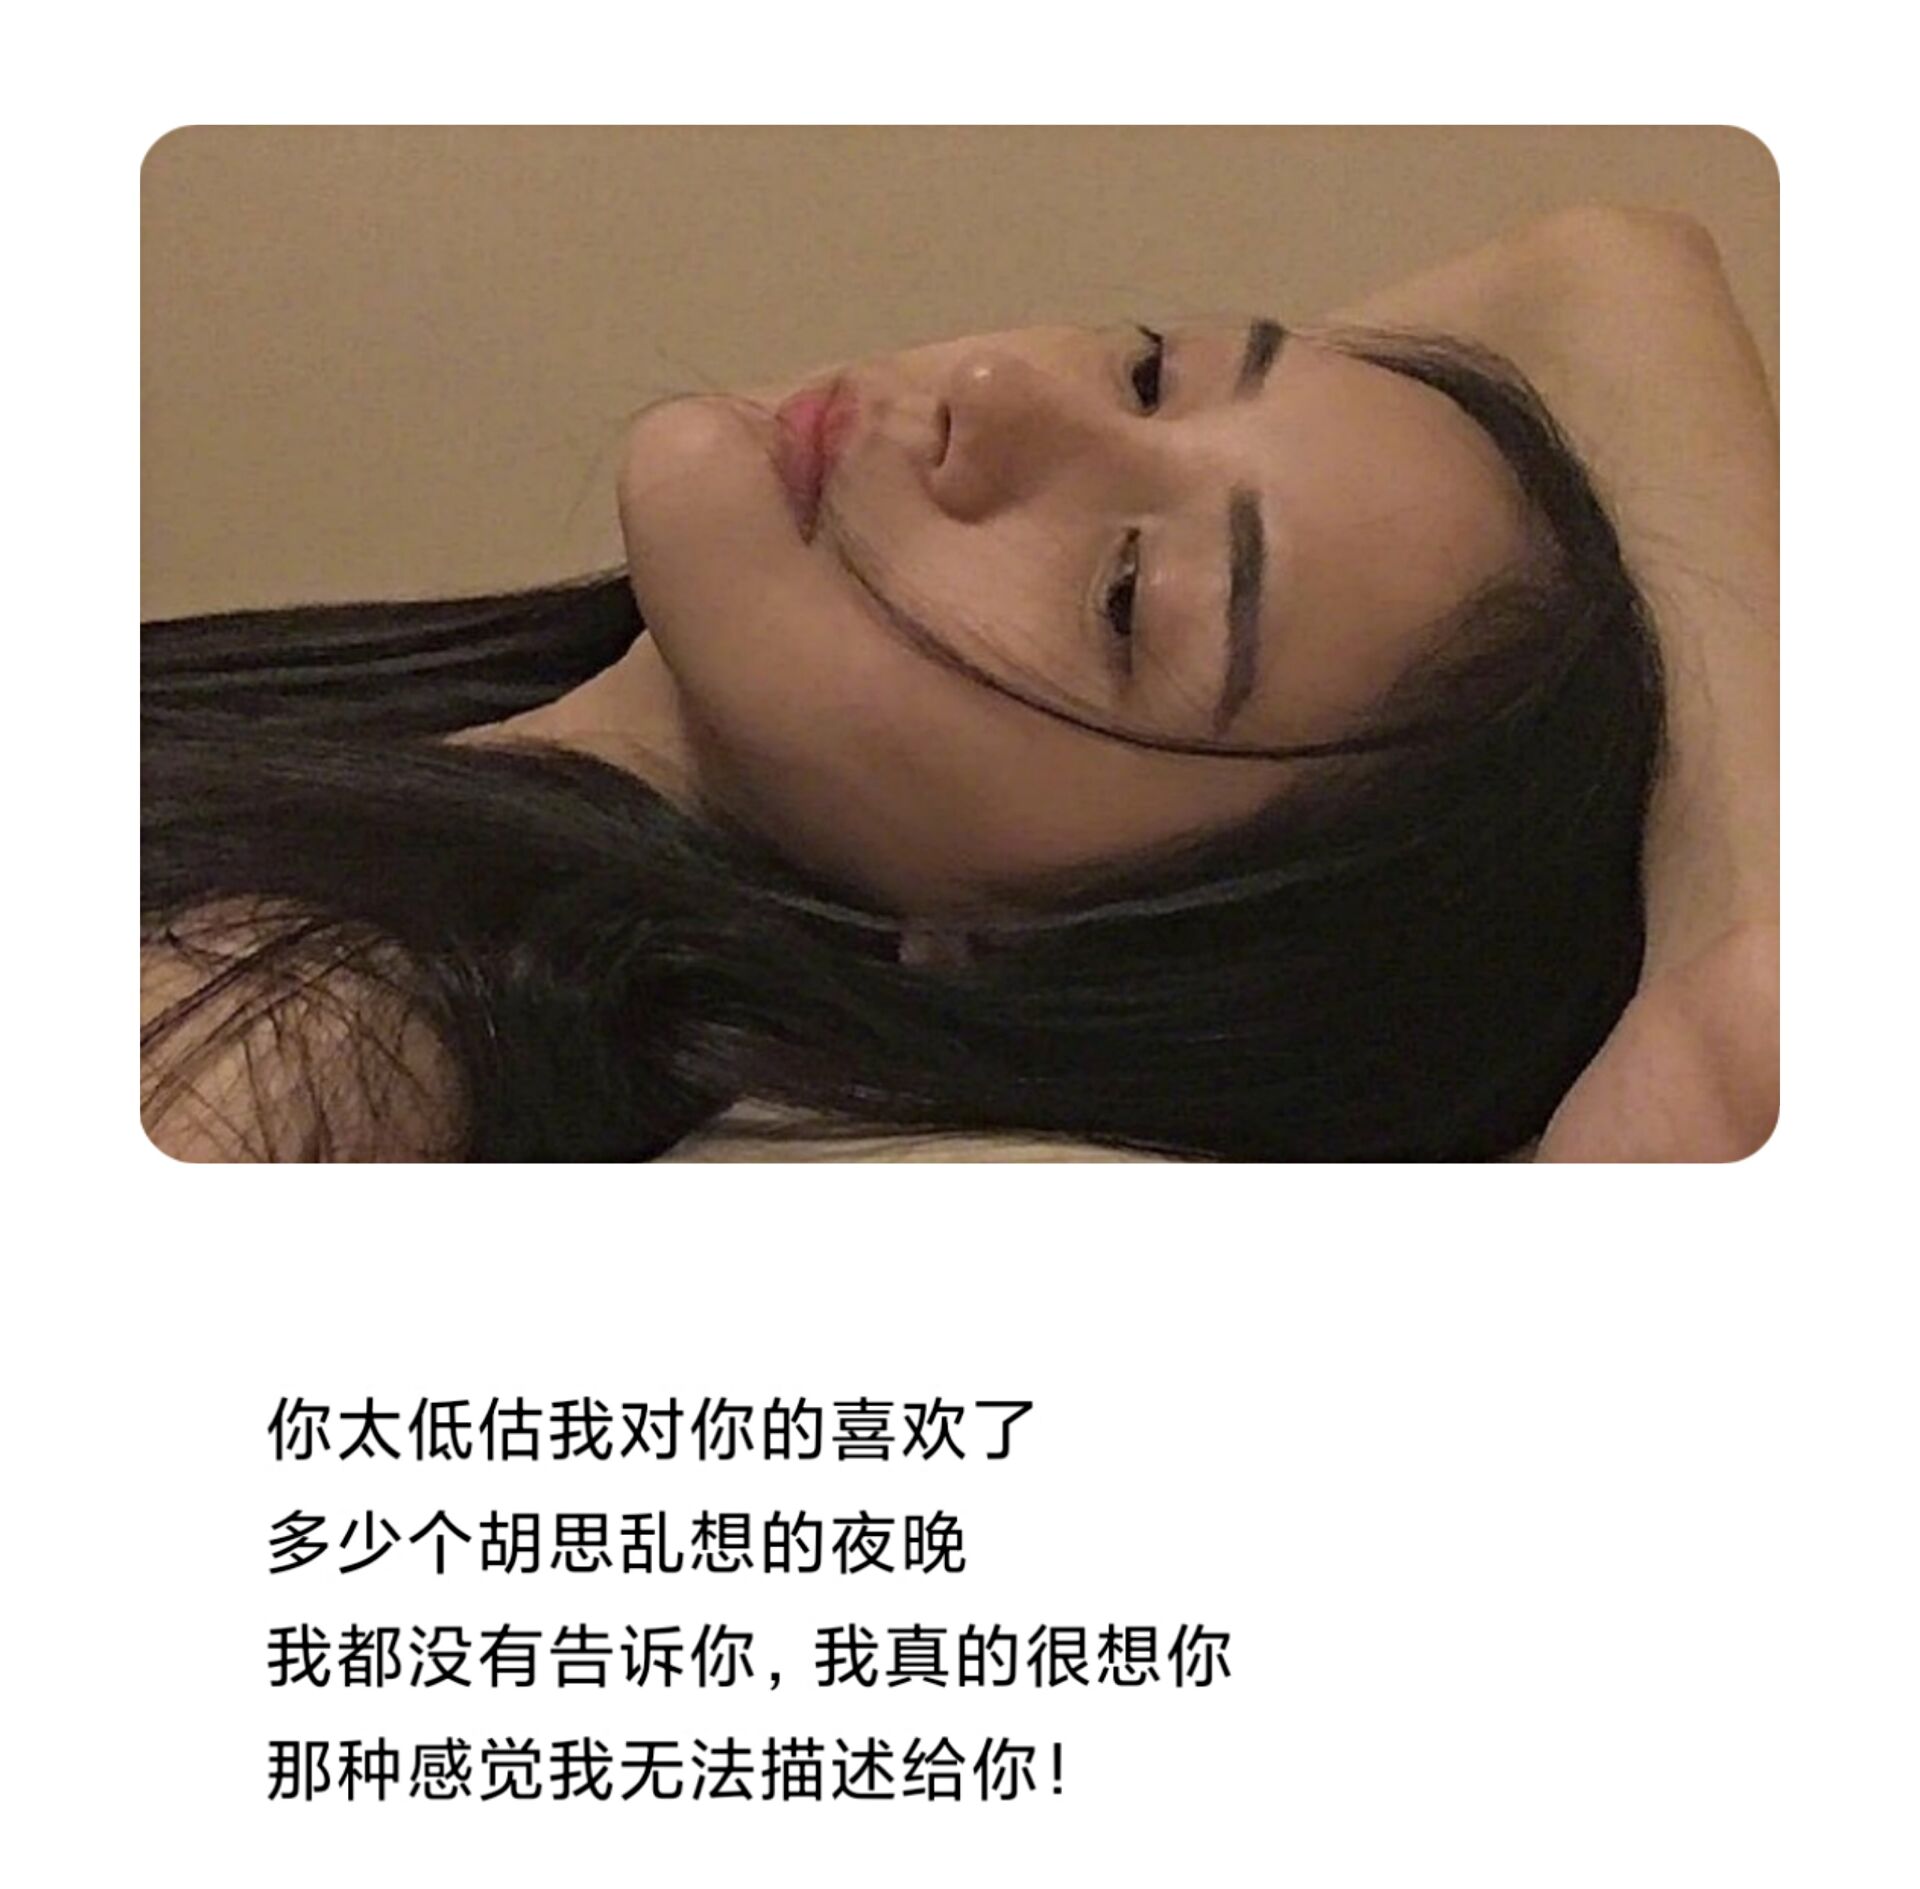 你太低估我对你的喜欢了
多少个胡思乱想的夜晚
我都没有告诉你，我真的很想你
那种感觉我无法描述给你！